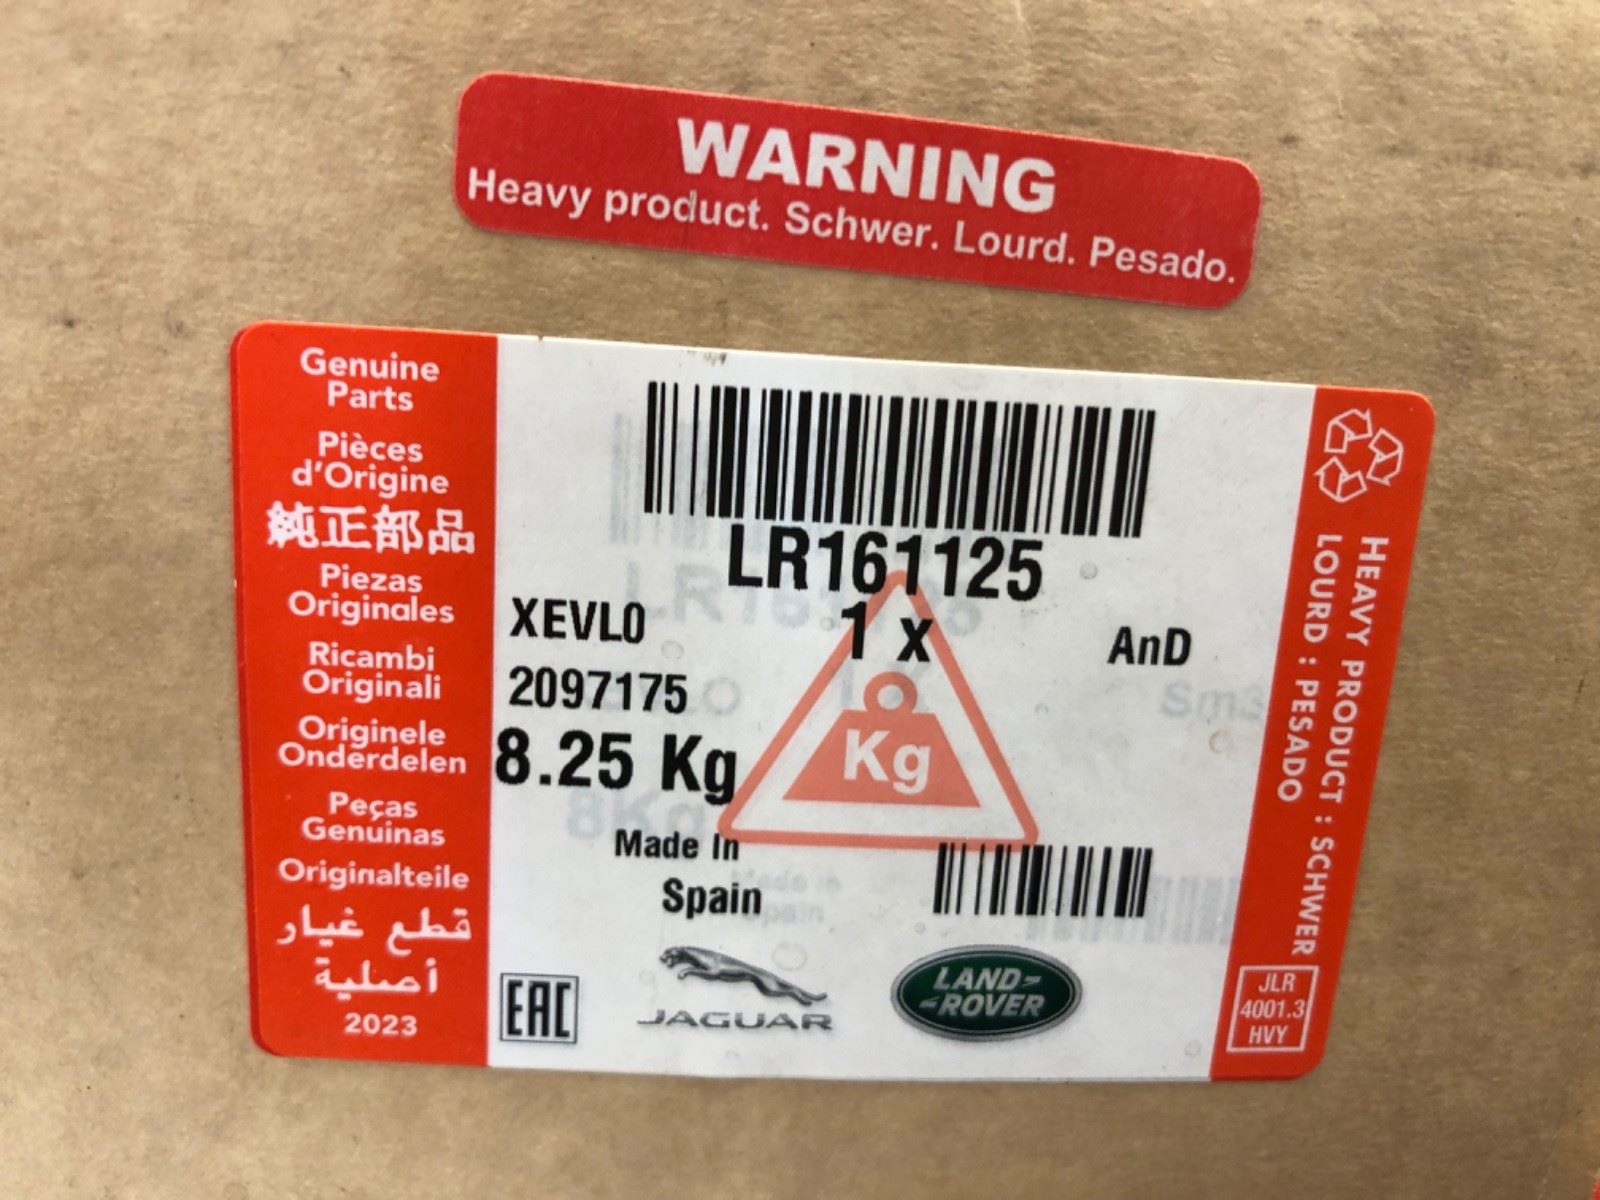 WARNING
Heavy product. Schwer. Lourd. Pesado.
Genuine
Parts
Pièces
d'Origine
純正部品
Piezas
Originales
Ricambi
Originali
Originele
Onderdelen
Peças
Genuinas
Originalteile
قطع غيار
أصلية
2023
LR161125
XEVL0
1 x
AnD
2097175
8.25 Kg
Kg
Made In
Spain
EAC
JAGUAR
LAND-
-ROVER
HEAVY PRODUCT : SCHWER
LOURD : PESADO
JLR
4001.3
HVY